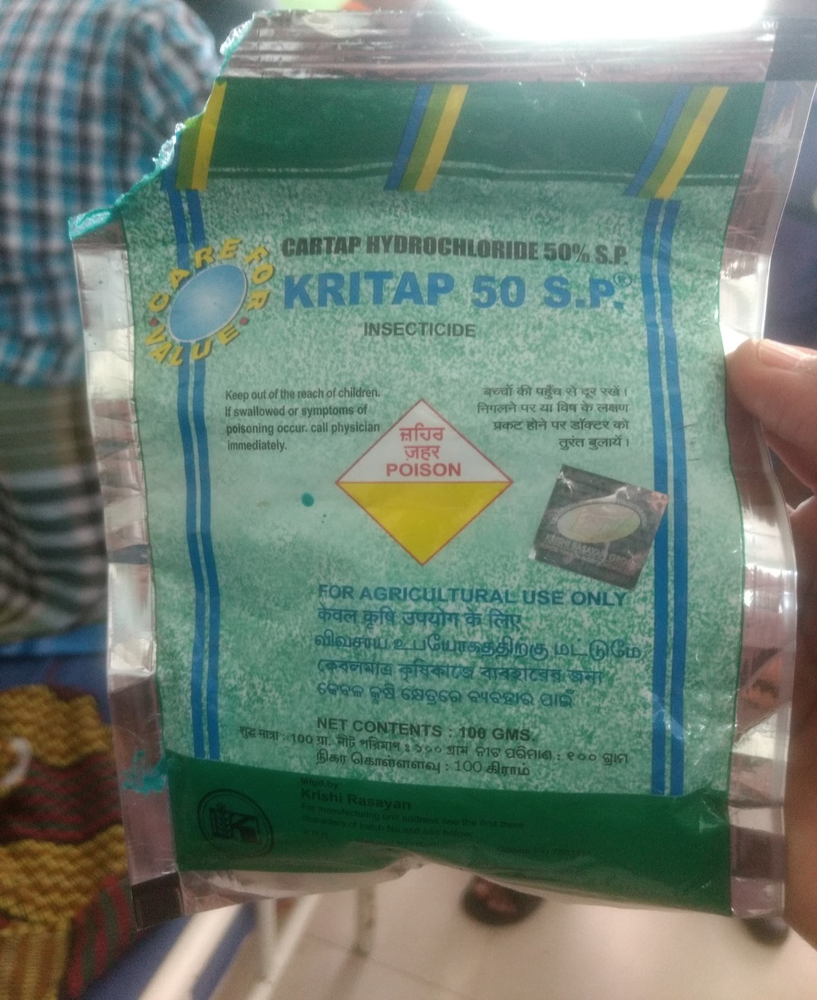 CARE FOR VALUE
CARTAP HYDROCHLORIDE 50% S.P.
KRITAP 50 S.P.®
INSECTICIDE
Keep out of the reach of children.
If swallowed or symptoms of
poisoning occur. call physician
immediately.
बच्चों की पहुँच से दूर रखें।
निगलने पर या विष के लक्षण
प्रकट होने पर डॉक्टर को
तुरंत बुलायें।
ਜ਼ਹਿਰ
ज़हर
POISON
KRISHI RASAYAN
FOR AGRICULTURAL USE ONLY
केवल कृषि उपयोग के लिए
விவசாய உபயோகத்திற்கு மட்டுமே
কেবলমাত্র কৃষিকাজে ব্যবহারের জন্য
କେବଳ କୃଷି କ୍ଷେତ୍ରରେ ବ୍ୟବହାର ପାଇଁ
NET CONTENTS : 100 GMS.
शुद्ध मात्रा : 100 ग्रा. নীট পরিমাণ : ১০০ গ্রাম ନୀଟ ପରିମାଣ : ୧୦୦ ଗ୍ରାମ
நிகர கொள்ளளவு : 100 கிராம்
Mfgd.by
Krishi Rasayan
For manufacturing unit address see the first three
characters of batch No.and see below